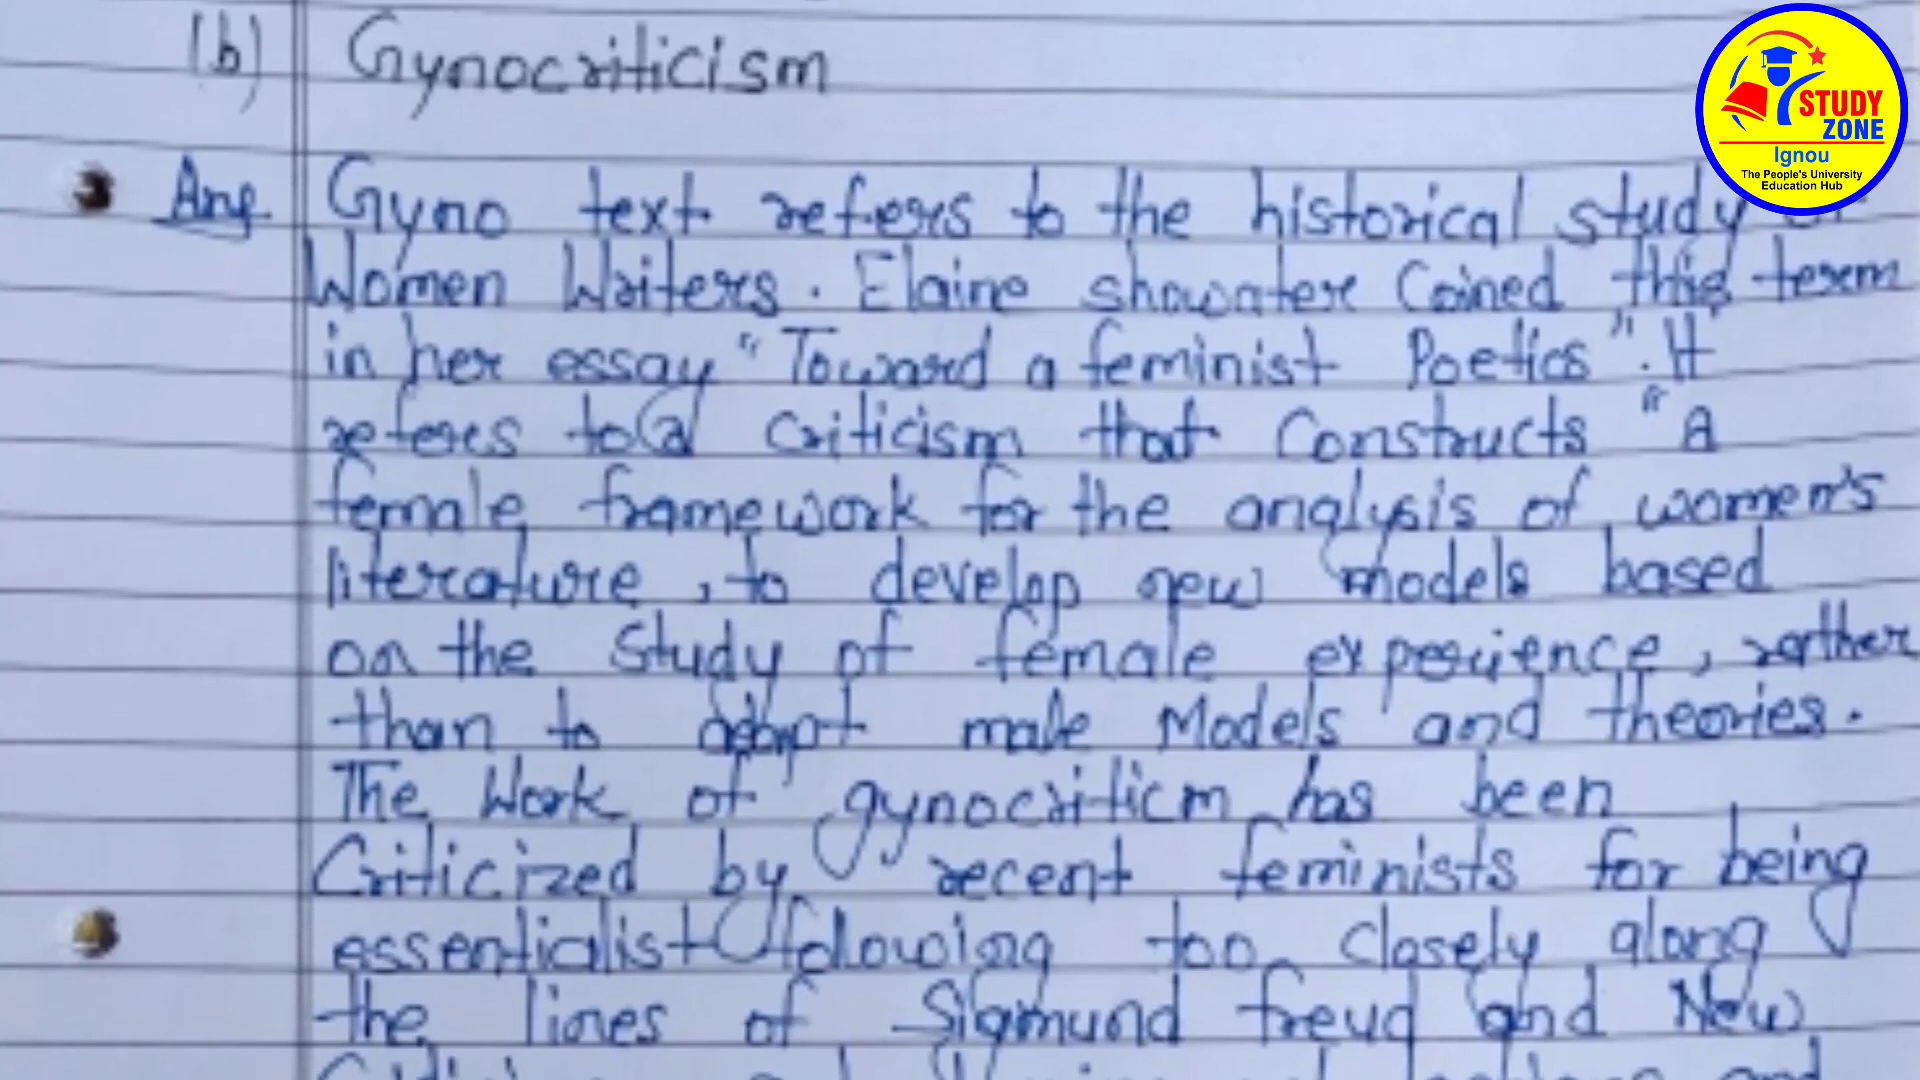 (b) Gynocriticism
STUDY
ZONE
Ignou
The People's University
Education Hub
Ans Gyno text refers to the historical study
Women Writers. Elaine showater Coined this term
in her essay "Toward a feminist Poetics". It
refers to a criticism that Constructs "A
female framework for the analysis of women's
literature, to develop new models based
on the Study of female experience, rather
than to adopt male Models and theories.
The Work of gynocriticm has been
Criticized by recent feminists for being
essentialist following too closely along
the lines of Sigmund freud and New